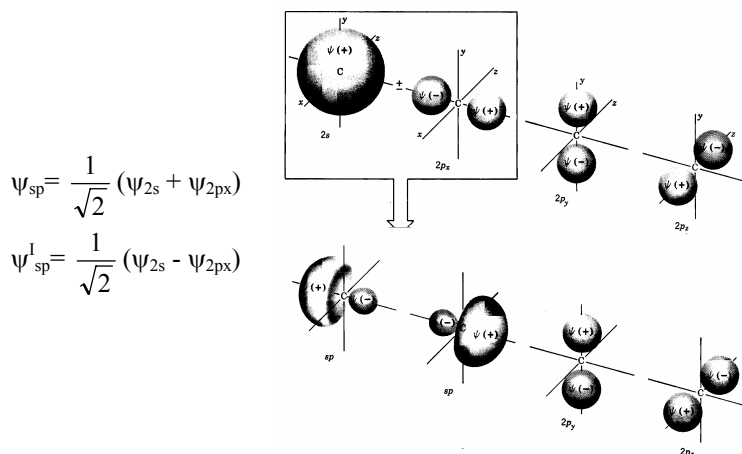 ψsp= 1/√2 (ψ2s + ψ2px)
ψIsp= 1/√2 (ψ2s - ψ2px)
y
z
ψ(+)
C
x
2s
±
y
z
ψ(−)
C
ψ(+)
x
2px
y
ψ(+)
z
C
ψ(−)
2py
y
z
ψ(−)
C
ψ(+)
2pz
(+)
C
ψ(−)
sp
(−)
C
ψ(+)
sp
ψ(+)
C
ψ(−)
2py
ψ(−)
C
ψ(+)